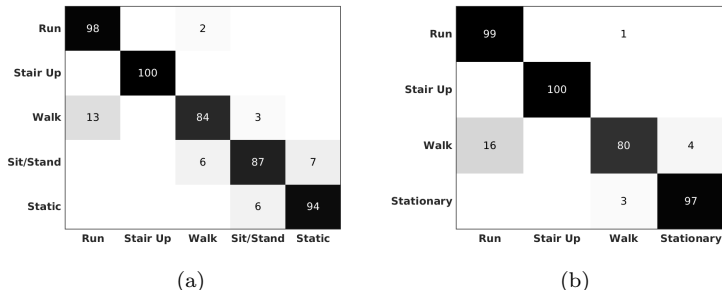 Run 98 2
Stair Up 100
Walk 13 84 3
Sit/Stand 6 87 7
Static 6 94
Run Stair Up Walk Sit/Stand Static
(a)
Run 99 1
Stair Up 100
Walk 16 80 4
Stationary 3 97
Run Stair Up Walk Stationary
(b)